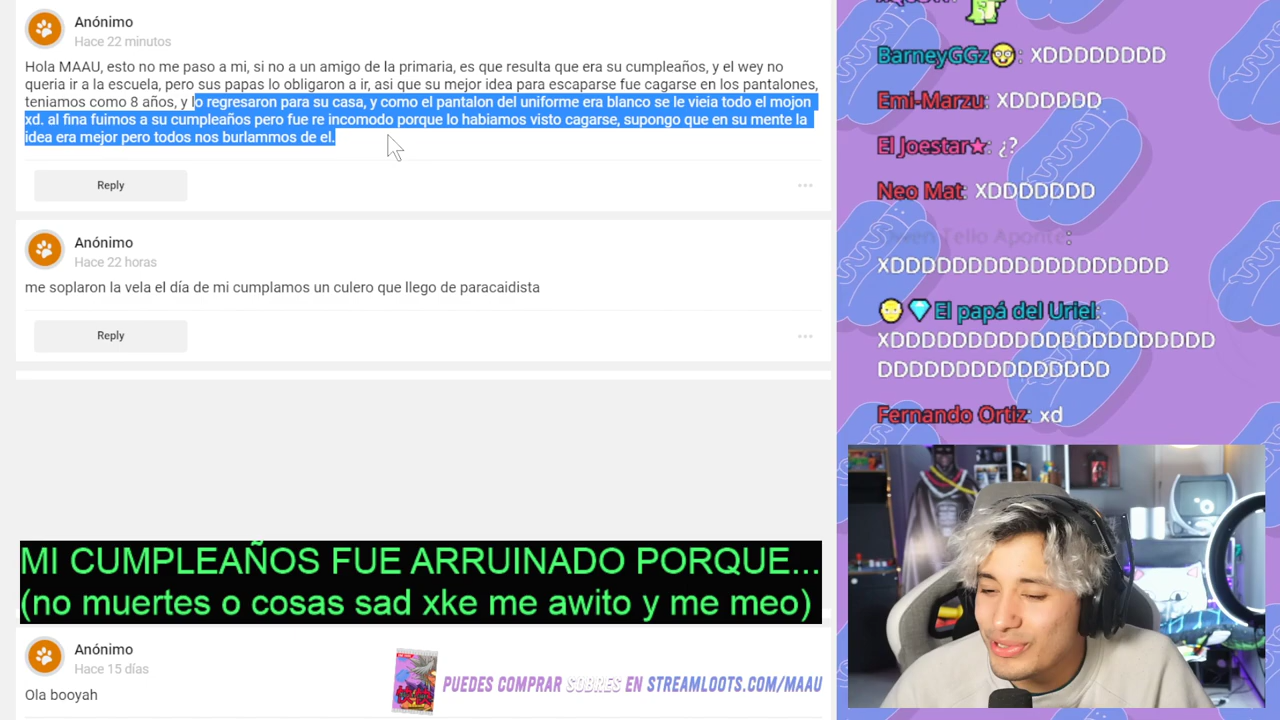 Anónimo
Hace 22 minutos
Hola MAAU, esto no me paso a mi, si no a un amigo de la primaria, es que resulta que era su cumpleaños, y el wey no
queria ir a la escuela, pero sus papas lo obligaron a ir, asi que su mejor idea para escaparse fue cagarse en los pantalones,
teniamos como 8 años, y lo regresaron para su casa, y como el pantalon del uniforme era blanco se le vieia todo el mojon
xd. al fina fuimos a su cumpleaños pero fue re incomodo porque lo habiamos visto cagarse, supongo que en su mente la
idea era mejor pero todos nos burlammos de el.
Reply
Anónimo
Hace 22 horas
me soplaron la vela el día de mi cumplamos un culero que llego de paracaidista
Reply
MI CUMPLEAÑOS FUE ARRUINADO PORQUE...
(no muertes o cosas sad xke me awito y me meo)
Anónimo
Hace 15 días
Ola booyah
PUEDES COMPRAR SOBRES EN STREAMLOOTS.COM/MAAU
BarneyGGz: XDDDDDDDD
Emi-Marzu: XDDDDDD
El Joestar★: ¿?
Neo Mat: XDDDDDDD
Tello Aponte:
XDDDDDDDDDDDDDDDDDD
El papá del Uriel:
XDDDDDDDDDDDDDDDDDDDDD
DDDDDDDDDDDDDDD
Fernando Ortiz: xd